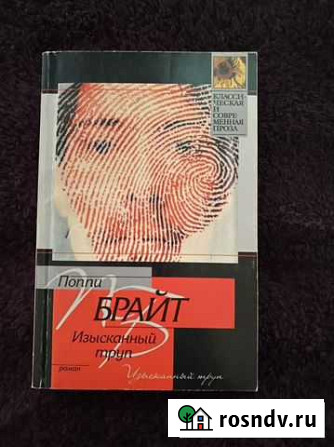 КЛАССИ-
ЧЕСКАЯ
И
СОВРЕ
МЕННАЯ
ПРОЗА
Поппи
БРАЙТ
Изысканный
труп
роман
Изысканный труп
rosndv.ru